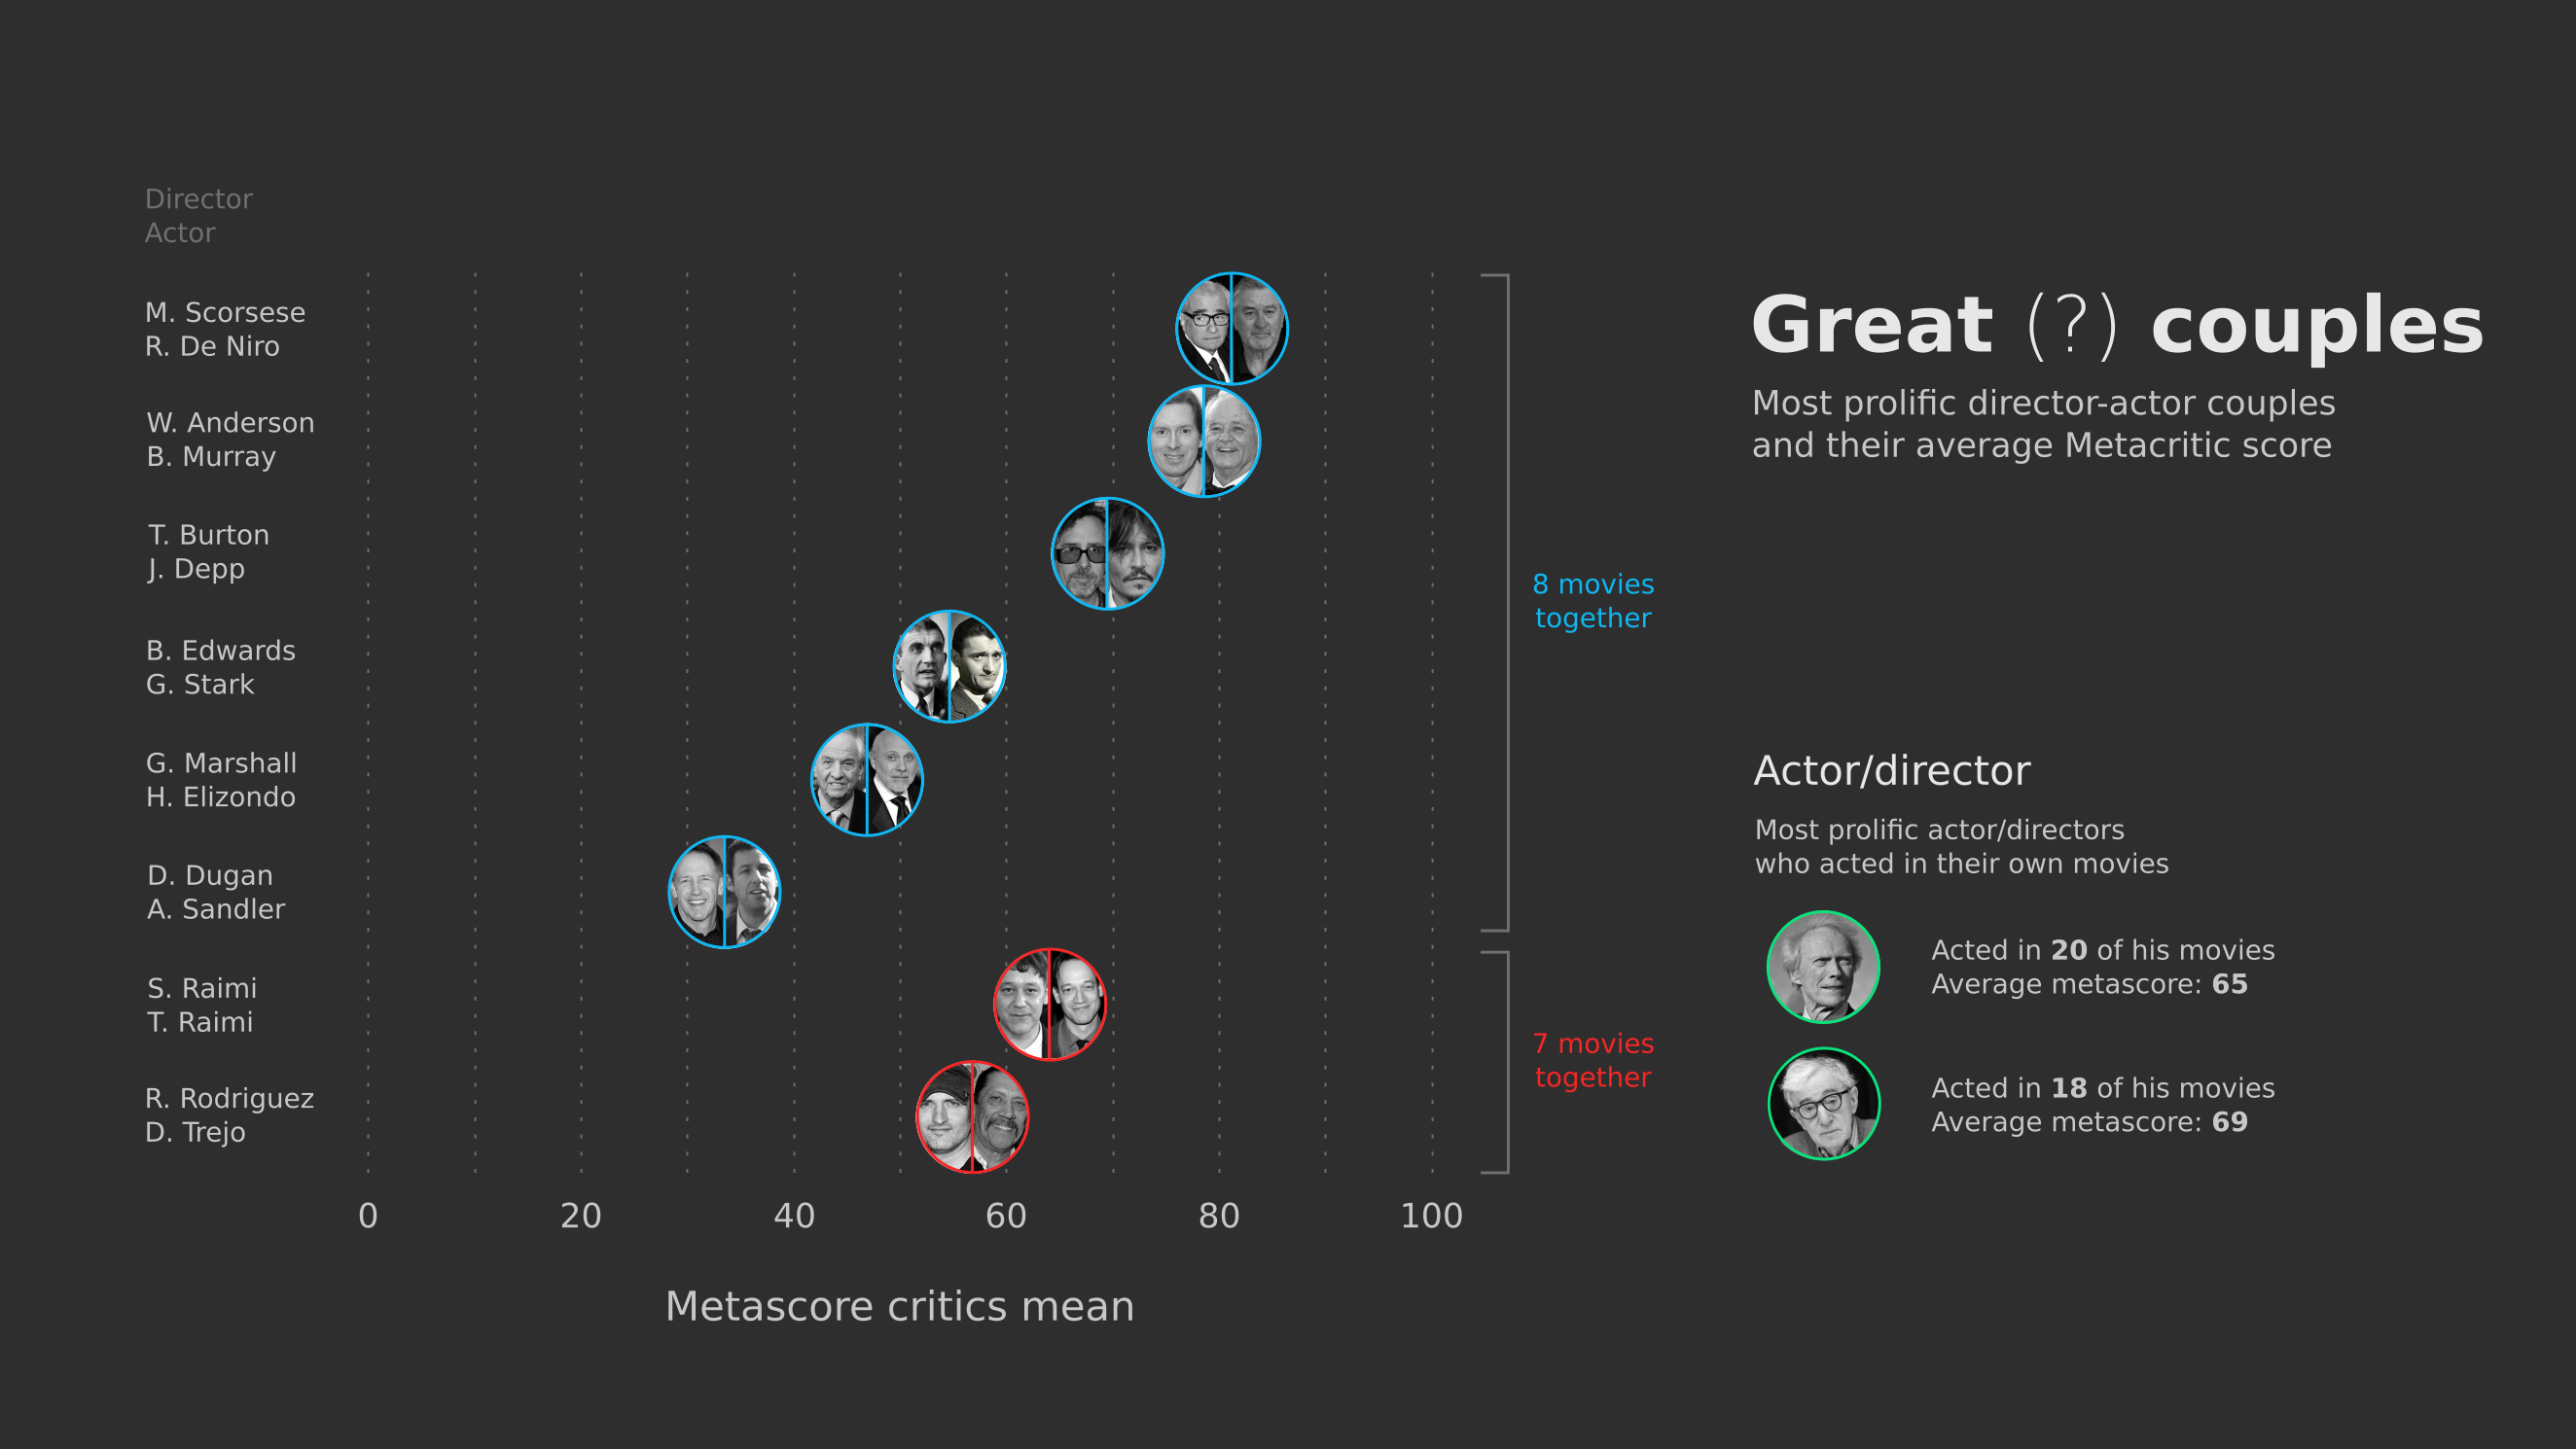 Director
Actor
M. Scorsese
R. De Niro
W. Anderson
B. Murray
T. Burton
J. Depp
B. Edwards
G. Stark
G. Marshall
H. Elizondo
D. Dugan
A. Sandler
S. Raimi
T. Raimi
R. Rodriguez
D. Trejo
0 20 40 60 80 100
Metascore critics mean
8 movies
together
7 movies
together
Great (?) couples
Most prolific director-actor couples
and their average Metacritic score
Actor/director
Most prolific actor/directors
who acted in their own movies
Acted in 20 of his movies
Average metascore: 65
Acted in 18 of his movies
Average metascore: 69